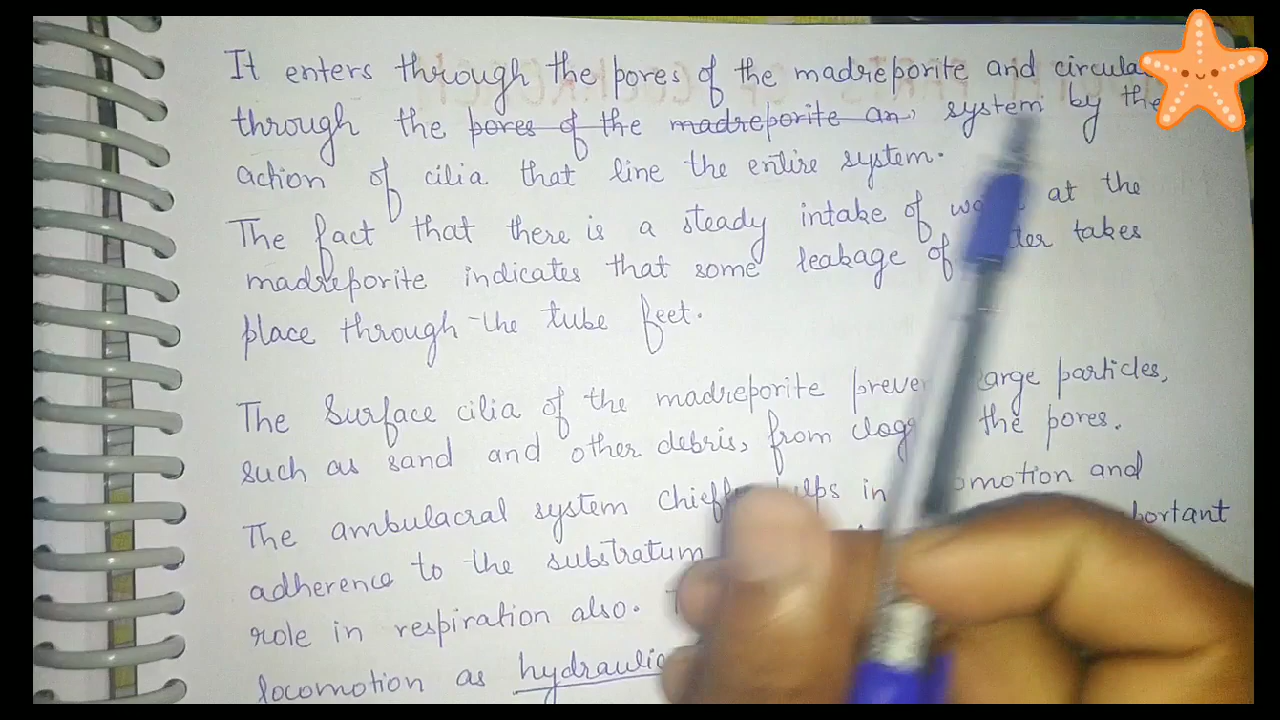 It enters through the pores of the madreporite and
through the pores of the madreporite an system by the
action of cilia that line the entire system.
The fact that there is a steady intake of at the
madreporite indicates that some leakage of takes
place through the tube feet.
The Surface cilia of the madreporite particles,
such as sand and other debris, from the pores.
The ambulacral system in and
adherence to the substratum
role in respiration also.
locomotion as